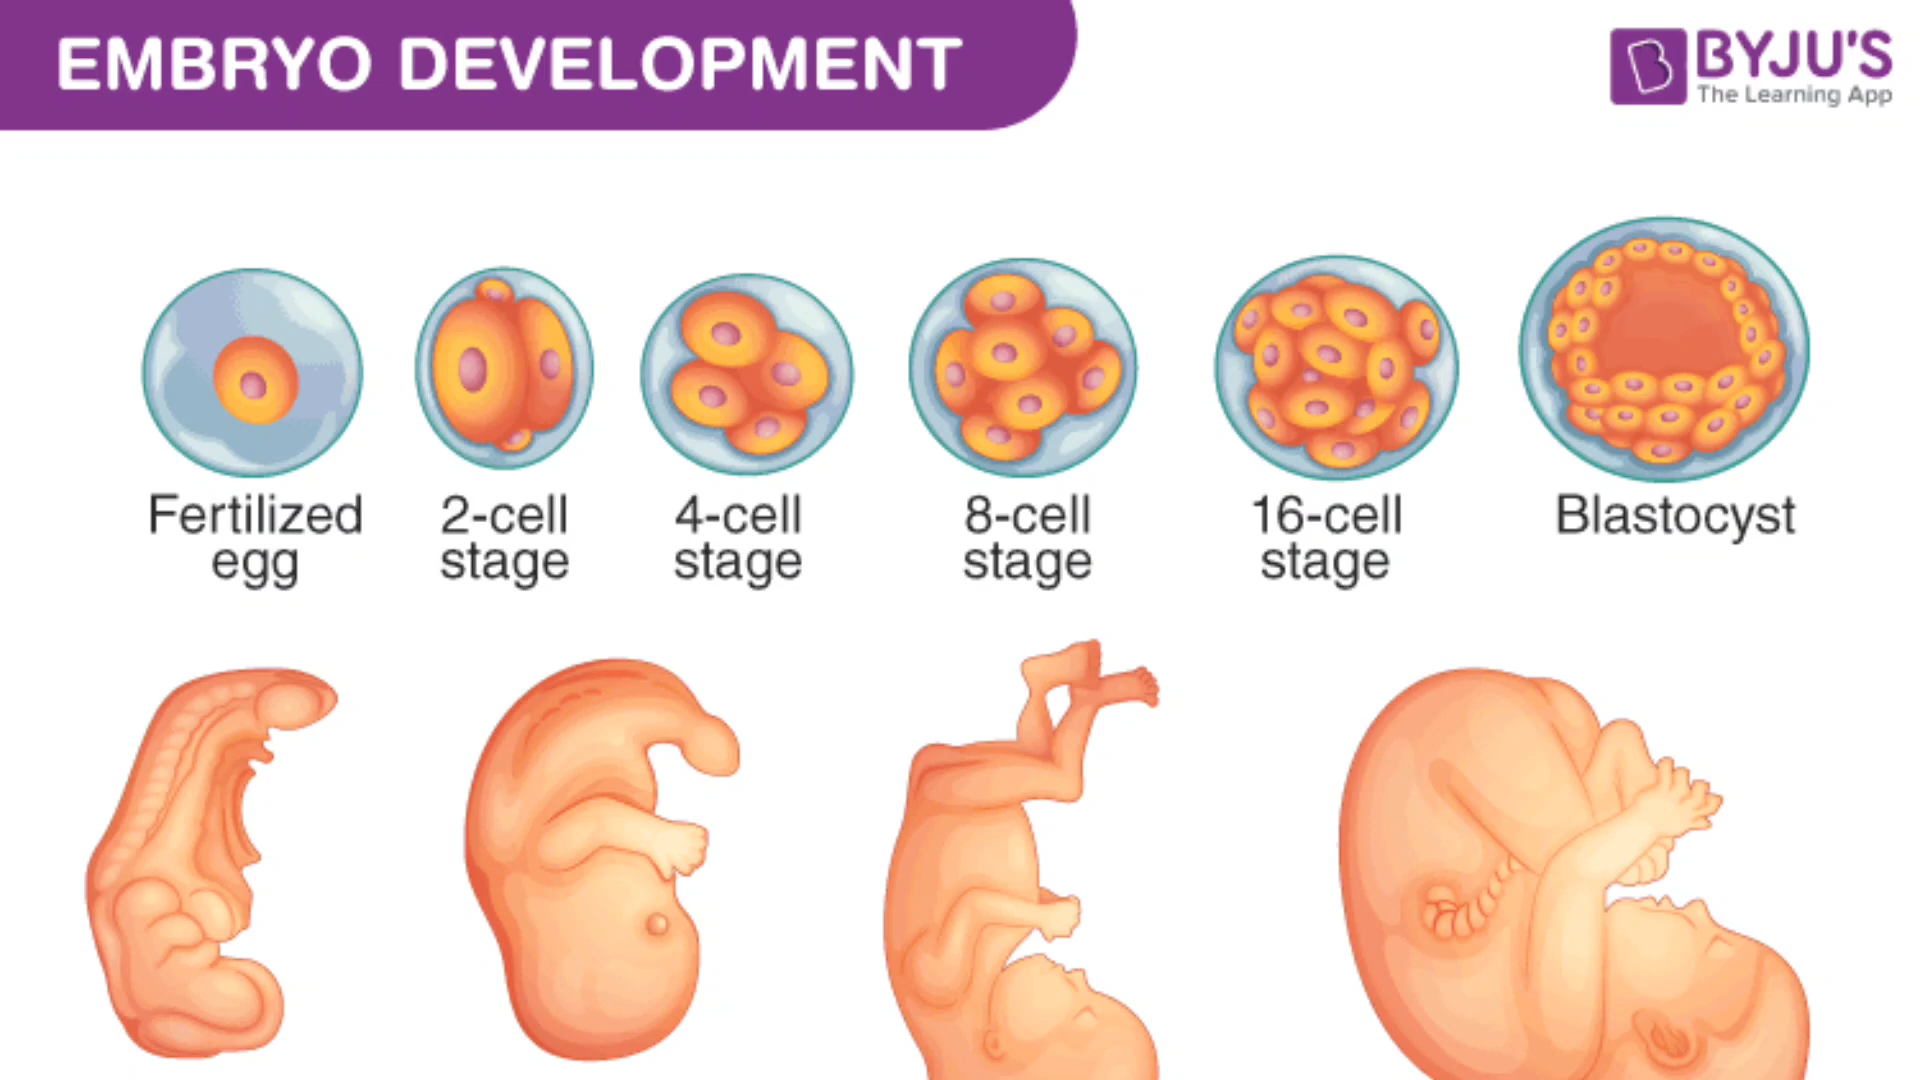 EMBRYO DEVELOPMENT
BYJU'S
The Learning App
Fertilized
egg
2-cell
stage
4-cell
stage
8-cell
stage
16-cell
stage
Blastocyst